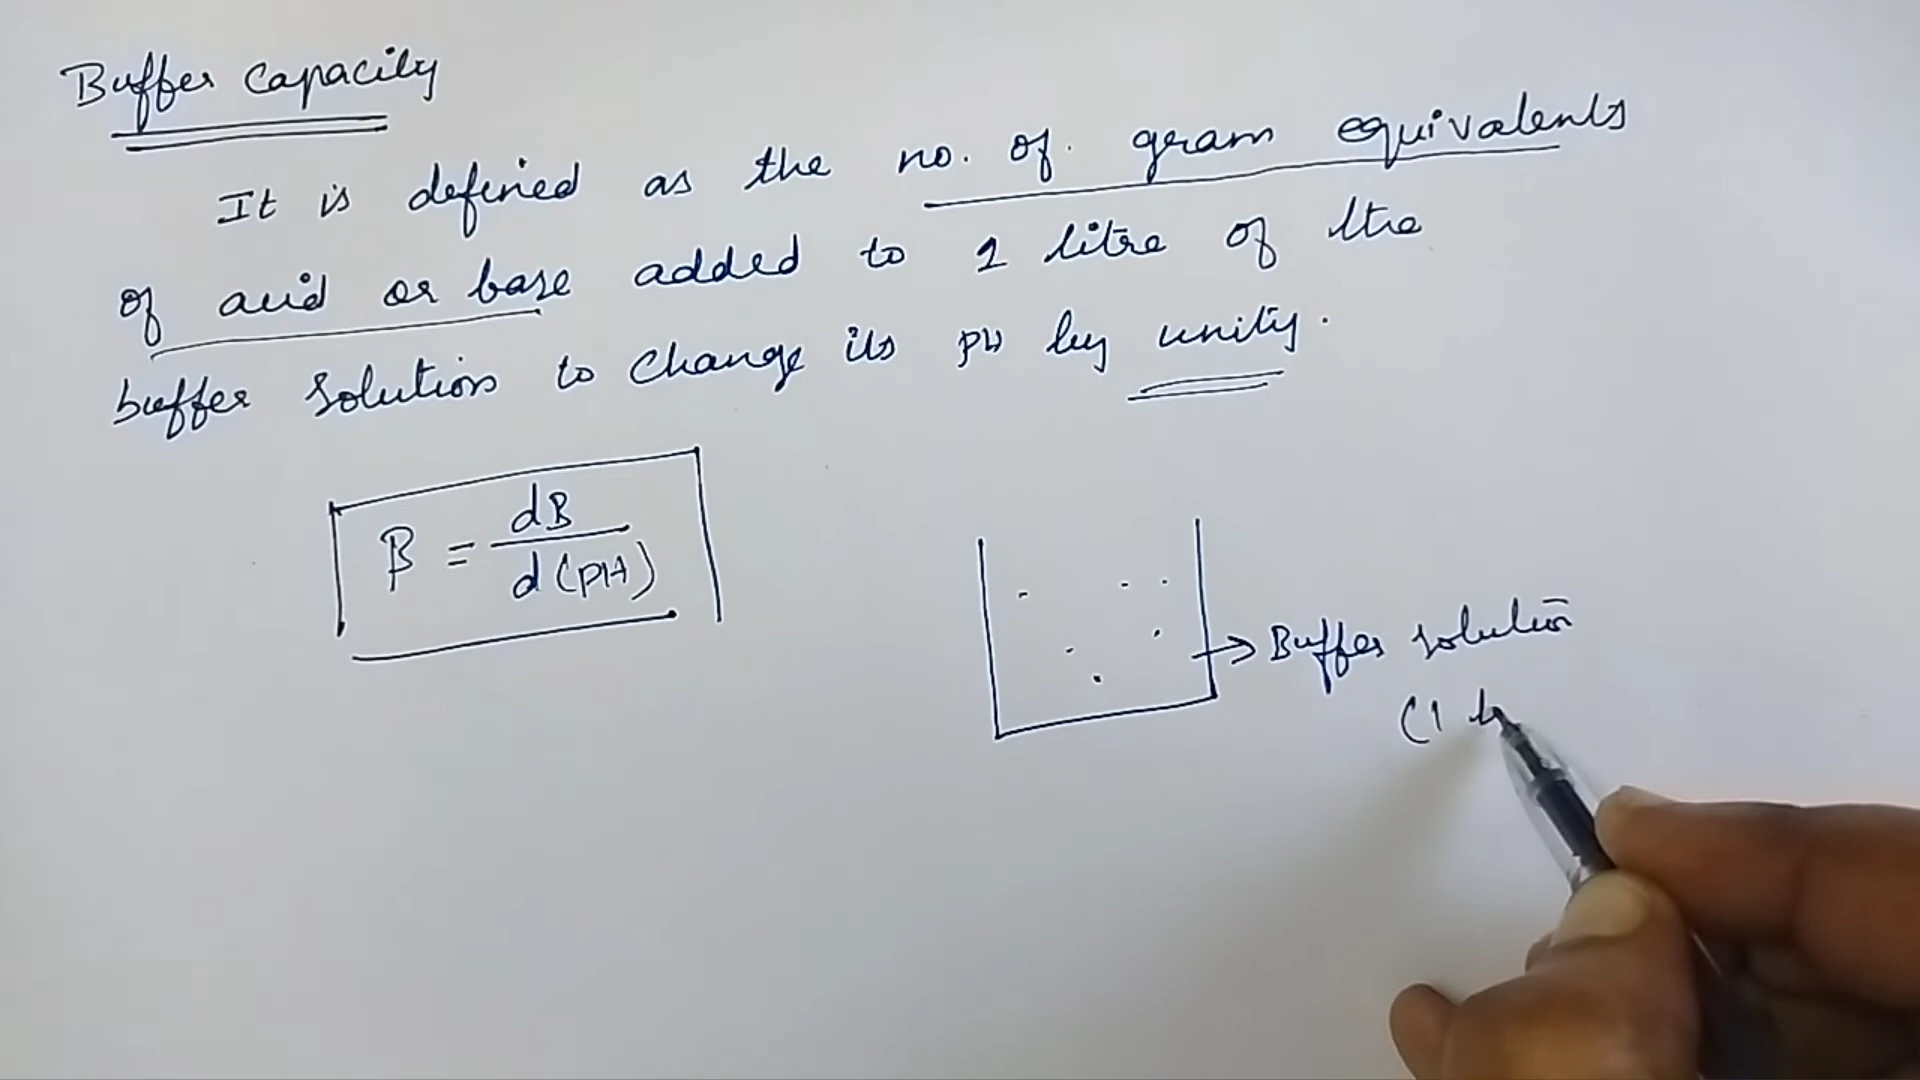 Buffer Capacity
It is defined as the no. of. gram equivalents
of acid or base added to 1 litre of the
buffer solution to change its pH by unity.
β = dB
d(pH)
→ Buffer solution
(1 l